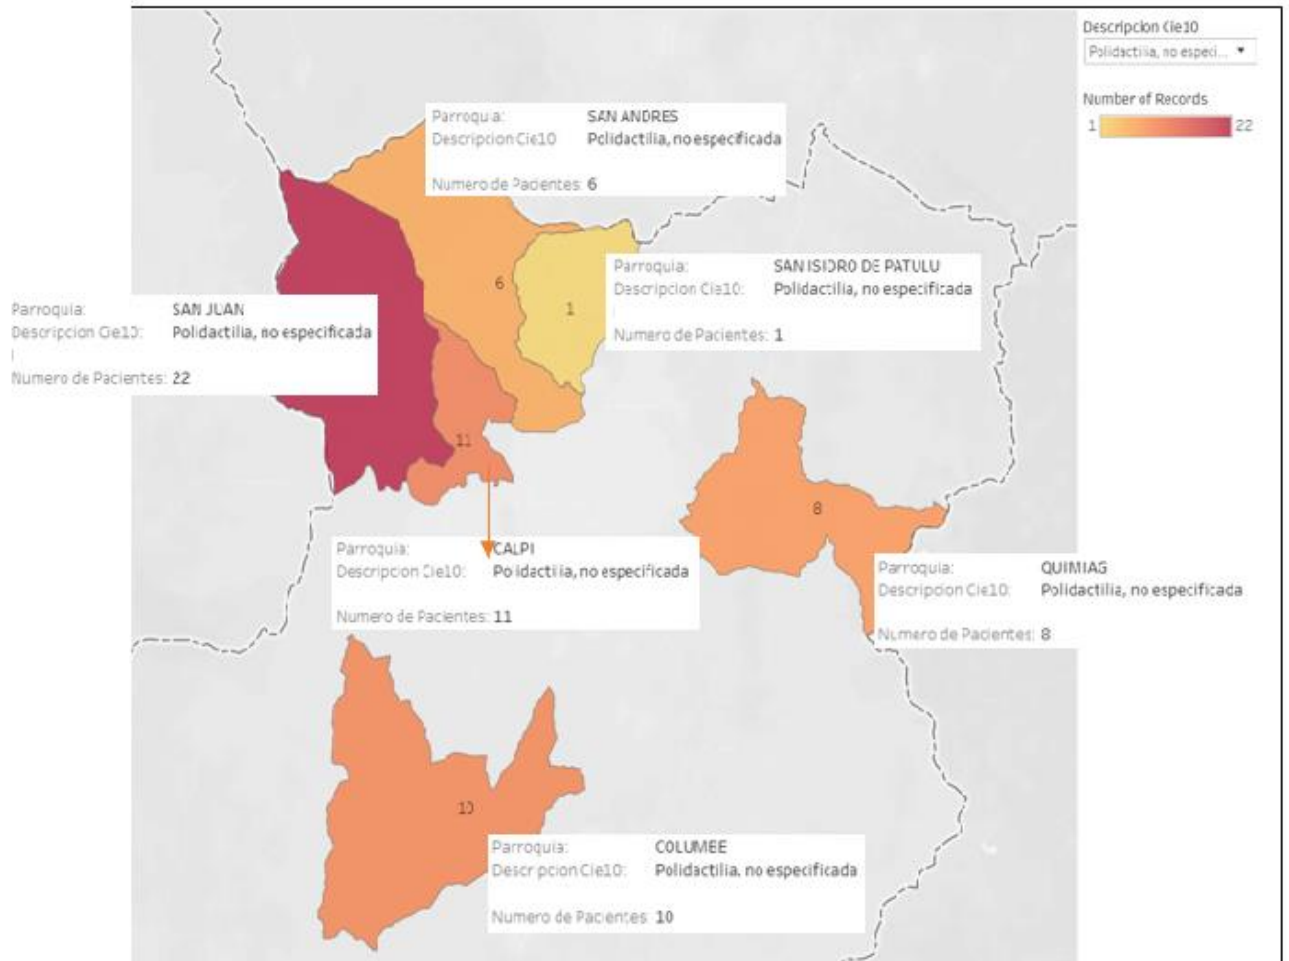 Descripcion Cie10
Polidactilia, no especi...
Number of Records
1 22
Parroquia: SAN ANDRES
Descripcion Cie10 Polidactilia, no especificada
Numero de Pacientes: 6
6
1
Parroquia: SAN ISIDRO DE PATULU
Descripcion Cie10: Polidactilia, no especificada
Numero de Pacientes: 1
Parroquia: SAN JUAN
Descripcion Cie10: Polidactilia, no especificada
Numero de Pacientes: 22
11
8
Parroquia: CALPI
Descripcion Cie10: Polidactilia, no especificada
Numero de Pacientes: 11
Parroquia: QUIMIAG
Descripcion Cie10: Polidactilia, no especificada
Numero de Pacientes: 8
10
Parroquia: COLUMEE
Descripcion Cie10: Polidactilia, no especificada
Numero de Pacientes 10